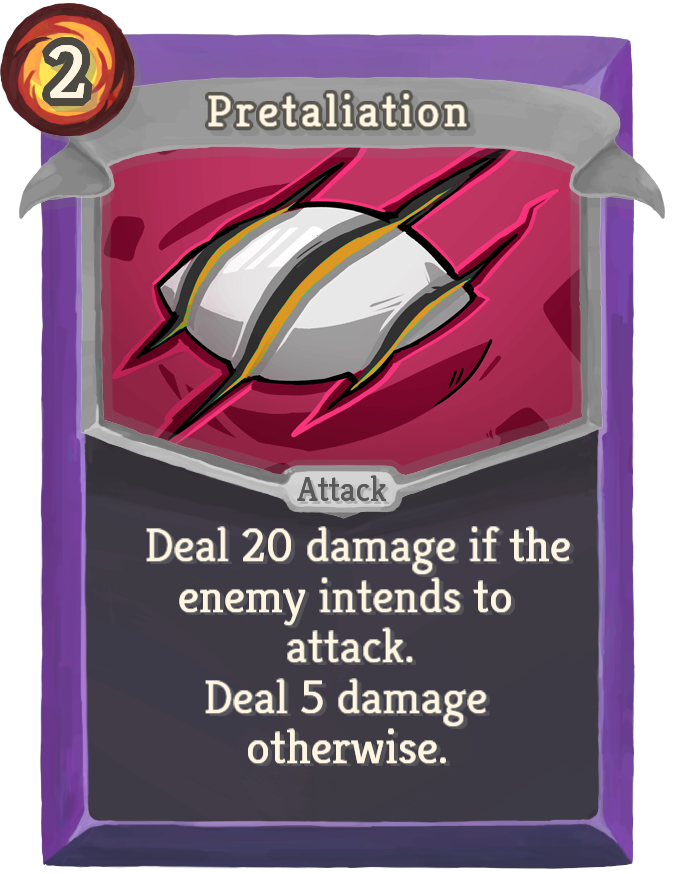 2
Pretaliation
Attack
Deal 20 damage if the
enemy intends to
attack.
Deal 5 damage
otherwise.